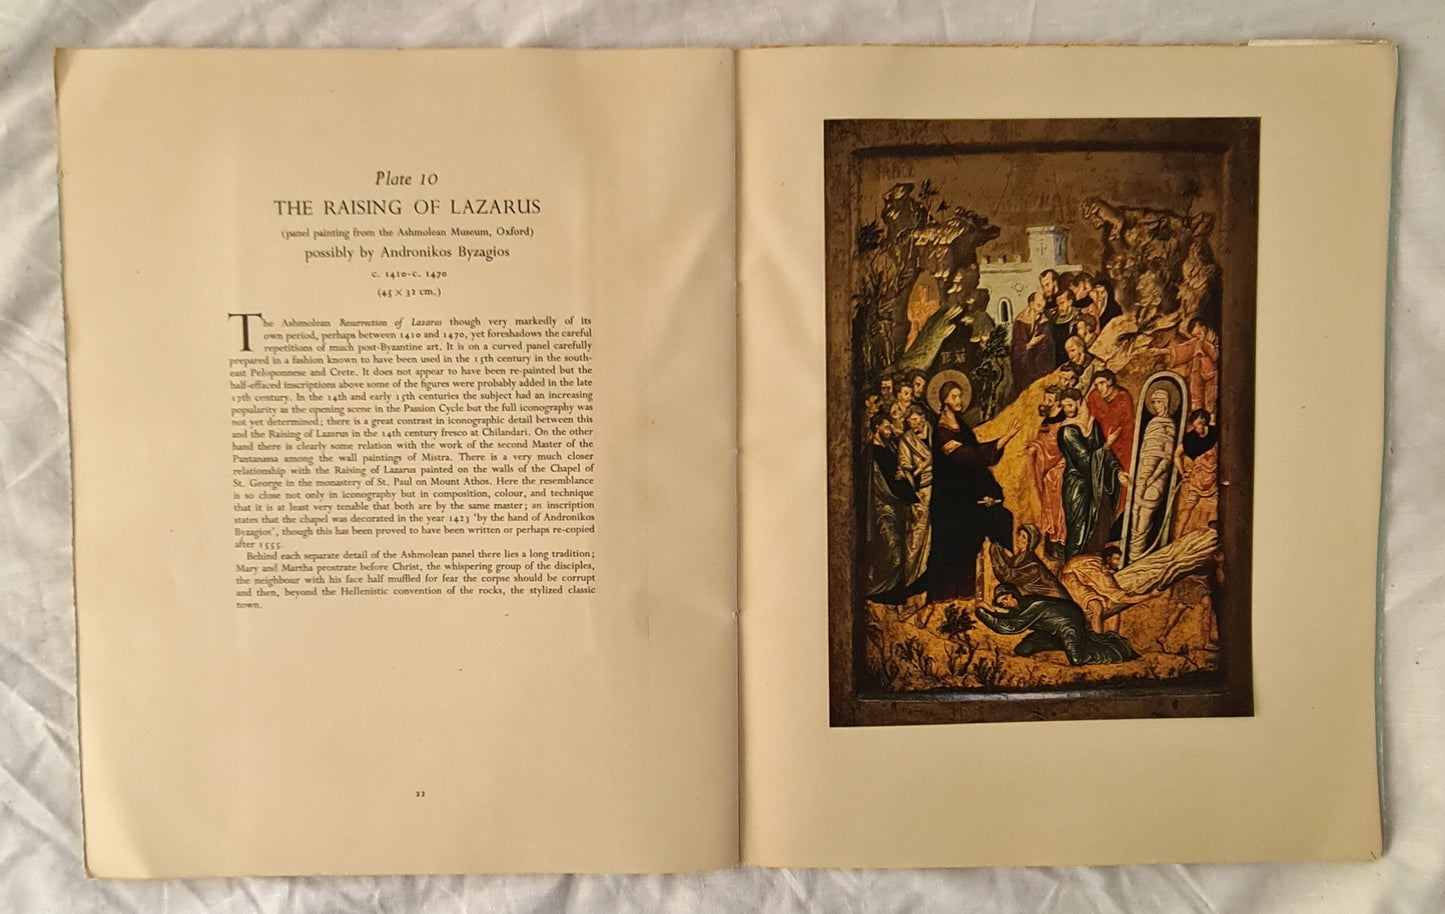 Plate 10
THE RAISING OF LAZARUS
(panel painting from the Ashmolean Museum, Oxford)
possibly by Andronikos Byzagios
c. 1410-c. 1470
(45 × 32 cm.)
The Ashmolean Resurrection of Lazarus though very markedly of its
own period, perhaps between 1410 and 1470, yet foreshadows the careful
repetitions of much post-Byzantine art. It is on a curved panel carefully
prepared in a fashion known to have been used in the 15th century in the south-
east Peloponnese and Crete. It does not appear to have been re-painted but the
half-effaced inscriptions above some of the figures were probably added in the late
17th century. In the 14th and early 15th centuries the subject had an increasing
popularity as the opening scene in the Passion Cycle but the full iconography was
not yet determined; there is a great contrast in iconographic detail between this
and the Raising of Lazarus in the 14th century fresco at Chilandari. On the other
hand there is clearly some relation with the work of the second Master of the
Pantanassa among the wall paintings of Mistra. There is a very much closer
relationship with the Raising of Lazarus painted on the walls of the Chapel of
St. George in the monastery of St. Paul on Mount Athos. Here the resemblance
is so close not only in iconography but in composition, colour, and technique
that it is at least very tenable that both are by the same master; an inscription
states that the chapel was decorated in the year 1423 'by the hand of Andronikos
Byzagios', though this has been proved to have been written or perhaps re-copied
after 1555.
Behind each separate detail of the Ashmolean panel there lies a long tradition;
Mary and Martha prostrate before Christ, the whispering group of the disciples,
the neighbour with his face half muffled for fear the corpse should be corrupt
and then, beyond the Hellenistic convention of the rocks, the stylized classic
town.
22